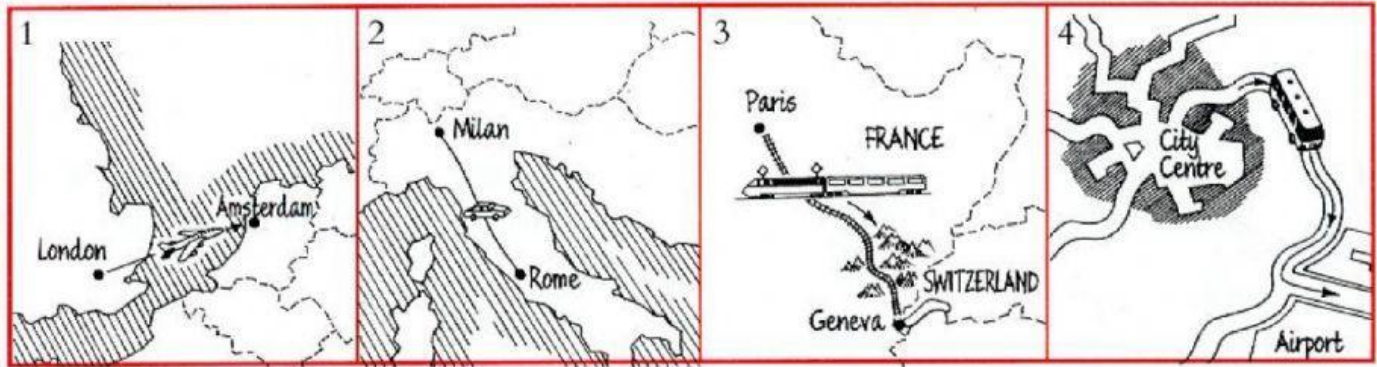 1
London
Amsterdam
2
Milan
Rome
3
Paris
FRANCE
SWITZERLAND
Geneva
4
City
Centre
Airport